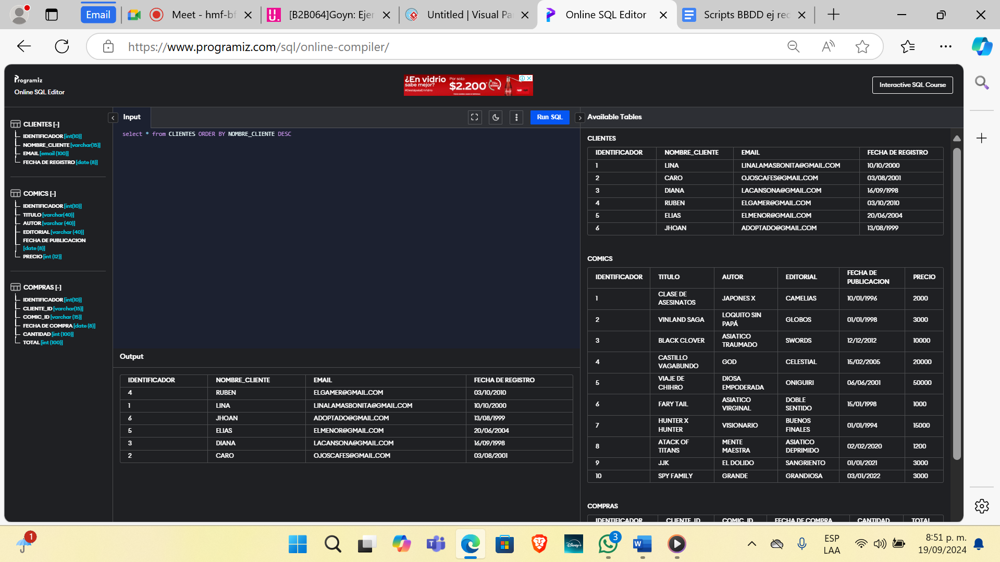 Email
Meet - hmf-bf
[B2B064]Goyn: Ejer
Untitled | Visual Pa
Online SQL Editor
Scripts BBDD ej rec
https://www.programiz.com/sql/online-compiler/
Programiz
Online SQL Editor
¿En vidrio
sabe mejor?
#DestápalaEnVidrio
Por solo:
$2.200
Interactive SQL Course
CLIENTES [-]
IDENTIFICADOR [int(10)]
NOMBRE_CLIENTE [varchar(15)]
EMAIL [email (100)]
FECHA DE REGISTRO [date (8)]
COMICS [-]
IDENTIFICADOR [int(10)]
TITULO [varchar(40)]
AUTOR [varchar (40)]
EDITORIAL [varchar (40)]
FECHA DE PUBLICACION
[date (8)]
PRECIO [int (12)]
COMPRAS [-]
IDENTIFICADOR [int(10)]
CLIENTE_ID [varchar(15)]
COMIC_ID [varchar (15)]
FECHA DE COMPRA [date (8)]
CANTIDAD [int (100)]
TOTAL [int (100)]
Input
Run SQL
select * from CLIENTES ORDER BY NOMBRE_CLIENTE DESC
Output
IDENTIFICADOR NOMBRE_CLIENTE EMAIL FECHA DE REGISTRO
4 RUBEN ELGAMER@GMAIL.COM 03/10/2010
1 LINA LINALAMASBONITA@GMAIL.COM 10/10/2000
6 JHOAN ADOPTADO@GMAIL.COM 13/08/1999
5 ELIAS ELMENOR@GMAIL.COM 20/06/2004
3 DIANA LACANSONA@GMAIL.COM 16/09/1998
2 CARO OJOSCAFES@GMAIL.COM 03/08/2001
Available Tables
CLIENTES
IDENTIFICADOR NOMBRE_CLIENTE EMAIL FECHA DE REGISTRO
1 LINA LINALAMASBONITA@GMAIL.COM 10/10/2000
2 CARO OJOSCAFES@GMAIL.COM 03/08/2001
3 DIANA LACANSONA@GMAIL.COM 16/09/1998
4 RUBEN ELGAMER@GMAIL.COM 03/10/2010
5 ELIAS ELMENOR@GMAIL.COM 20/06/2004
6 JHOAN ADOPTADO@GMAIL.COM 13/08/1999
COMICS
IDENTIFICADOR TITULO AUTOR EDITORIAL FECHA DE PUBLICACION PRECIO
1 CLASE DE ASESINATOS JAPONES X CAMELIAS 10/01/1996 2000
2 VINLAND SAGA LOQUITO SIN PAPÁ GLOBOS 01/01/1998 3000
3 BLACK CLOVER ASIATICO TRAUMADO SWORDS 12/12/2012 10000
4 CASTILLO VAGABUNDO GOD CELESTIAL 15/02/2005 20000
5 VIAJE DE CHIHRO DIOSA EMPODERADA ONIGUIRI 06/06/2001 50000
6 FARY TAIL ASIATICO VIRGINAL DOBLE SENTIDO 15/01/1998 1000
7 HUNTER X HUNTER VISIONARIO BUENOS FINALES 01/01/1994 15000
8 ATACK OF TITANS MENTE MAESTRA ASIATICO DEPRIMIDO 02/02/2020 1200
9 JJK EL DOLIDO SANGRIENTO 01/01/2021 3000
10 SPY FAMILY GRANDE GRANDIOSA 03/01/2022 3000
COMPRAS
IDENTIFICADOR CLIENTE_ID COMIC_ID FECHA DE COMPRA CANTIDAD TOTAL
1
Disney+
3
ESP
LAA
8:51 p. m.
19/09/2024